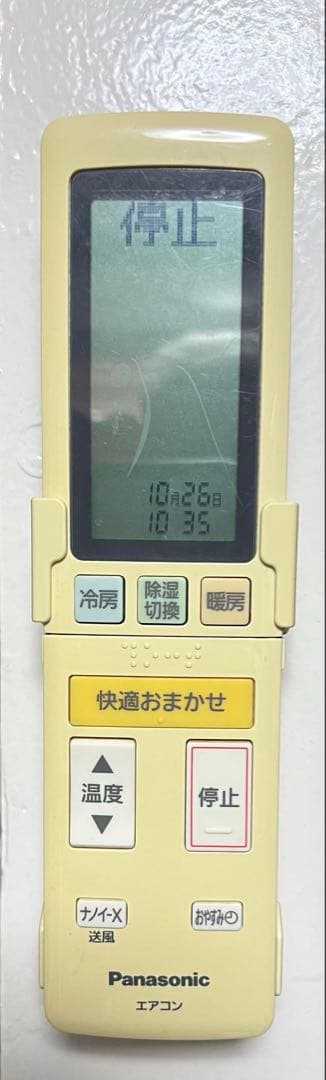 停止
10月26日
10 35
冷房
除湿
切換
暖房
快適おまかせ
▲
温度
▼
停止
ナノイーX
送風
おやすみ
Panasonic
エアコン